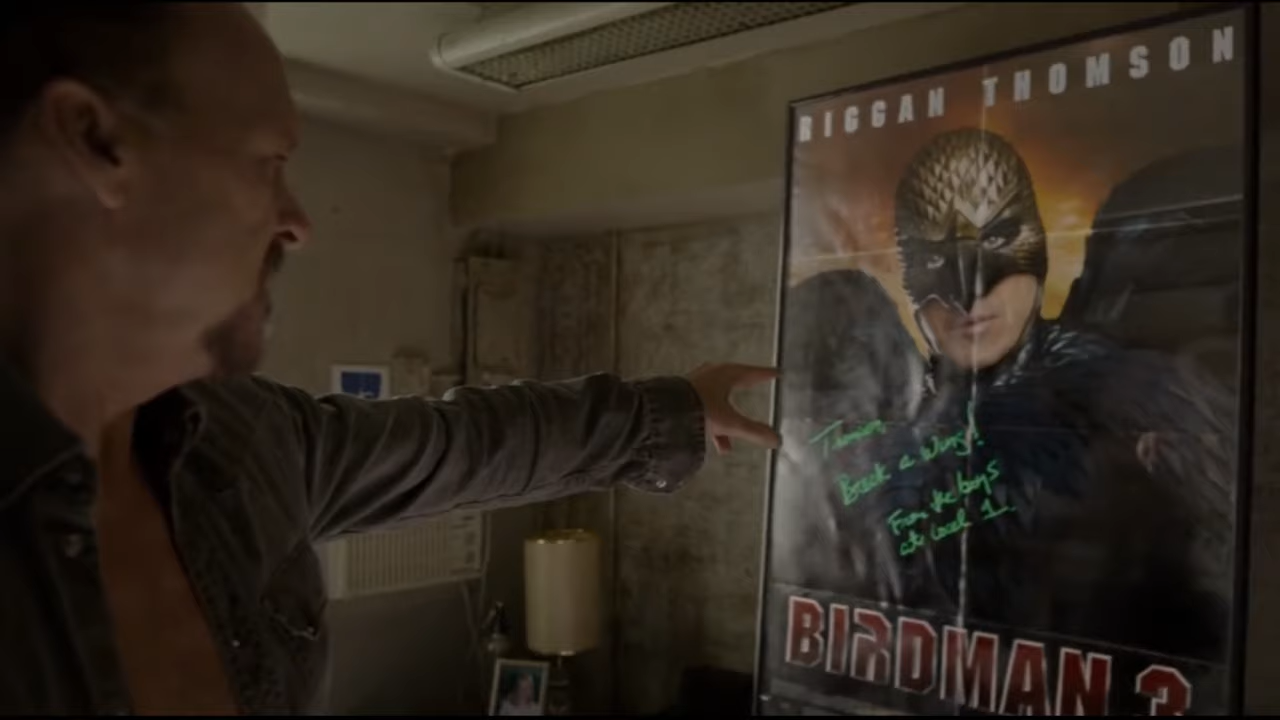 RIGGAN THOMSON
Thomson,
Break a Wing!
From the boys
at Local 1.
BIRDMAN 3